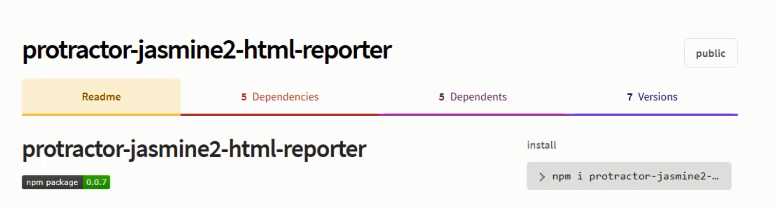 protractor-jasmine2-html-reporter
public
Readme
5 Dependencies
5 Dependents
7 Versions
protractor-jasmine2-html-reporter
install
npm package 0.0.7
> npm i protractor-jasmine2-…